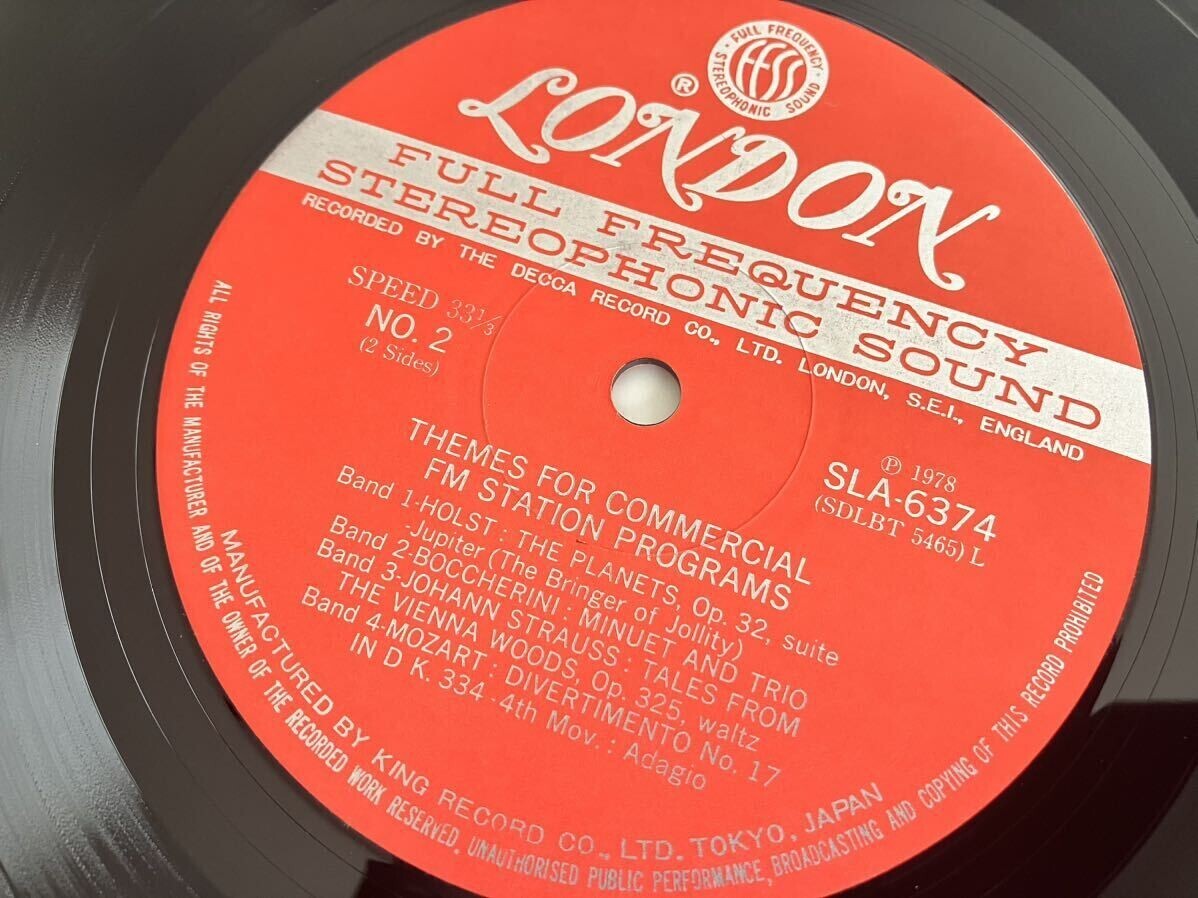 FULL FREQUENCY
STEREOPHONIC SOUND
FFSS
LONDON
®
FULL FREQUENCY
STEREOPHONIC SOUND
RECORDED BY THE DECCA RECORD CO., LTD. LONDON, S.E.I., ENGLAND
SPEED 33⅓
NO. 2
(2 Sides)
℗ 1978
SLA-6374
(SDLBT 5465) L
THEMES FOR COMMERCIAL
FM STATION PROGRAMS
Band 1-HOLST: THE PLANETS, Op. 32, suite
-Jupiter (The Bringer of Jollity)
Band 2-BOCCHERINI: MINUET AND TRIO
Band 3-JOHANN STRAUSS: TALES FROM
THE VIENNA WOODS, Op. 325, waltz
Band 4-MOZART: DIVERTIMENTO No. 17
IN D K. 334-4th Mov.: Adagio
MANUFACTURED BY KING RECORD CO., LTD. TOKYO, JAPAN
ALL RIGHTS OF THE MANUFACTURER AND OF THE OWNER OF THE RECORDED WORK RESERVED. UNAUTHORISED PUBLIC PERFORMANCE, BROADCASTING AND COPYING OF THIS RECORD PROHIBITED